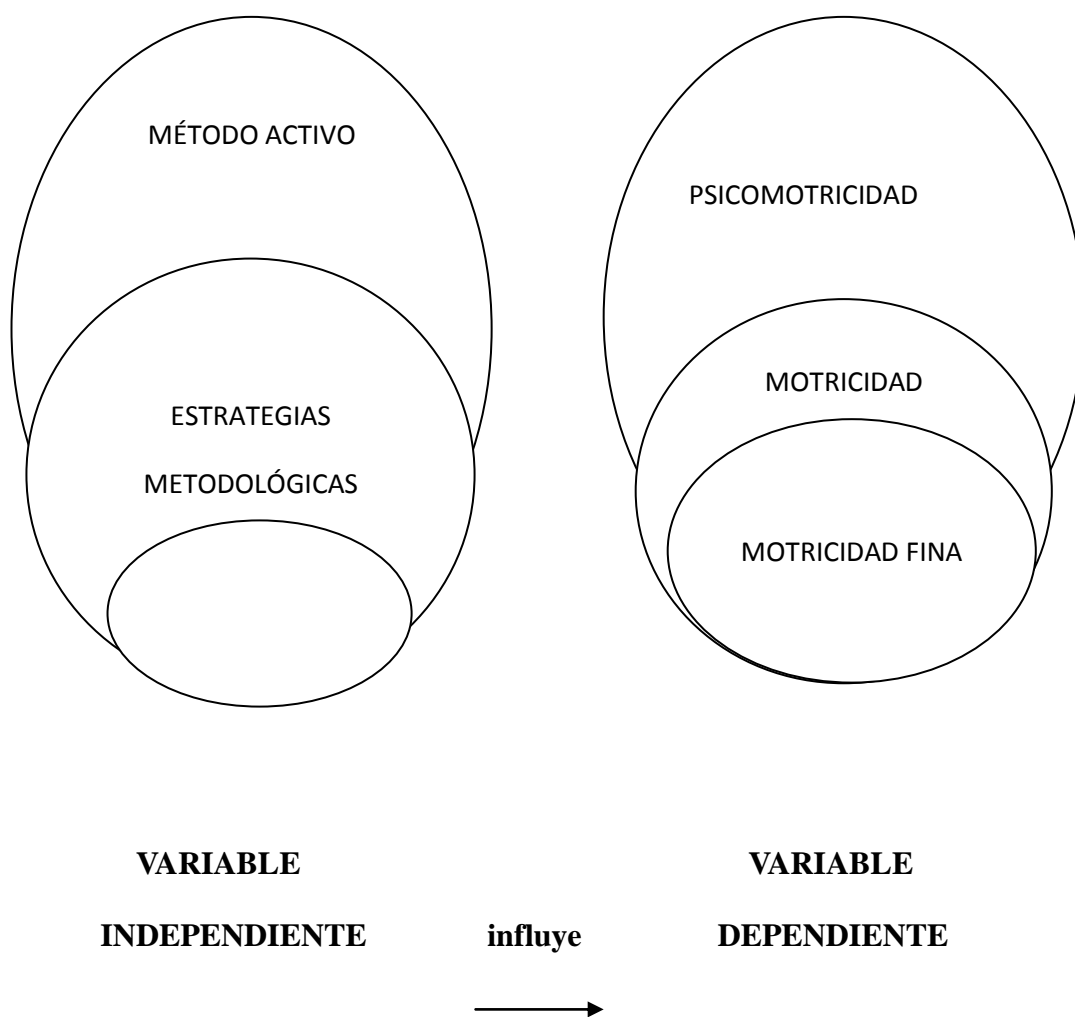 MÉTODO ACTIVO
ESTRATEGIAS
METODOLÓGICAS
PSICOMOTRICIDAD
MOTRICIDAD
MOTRICIDAD FINA
VARIABLE
INDEPENDIENTE
influye
VARIABLE
DEPENDIENTE